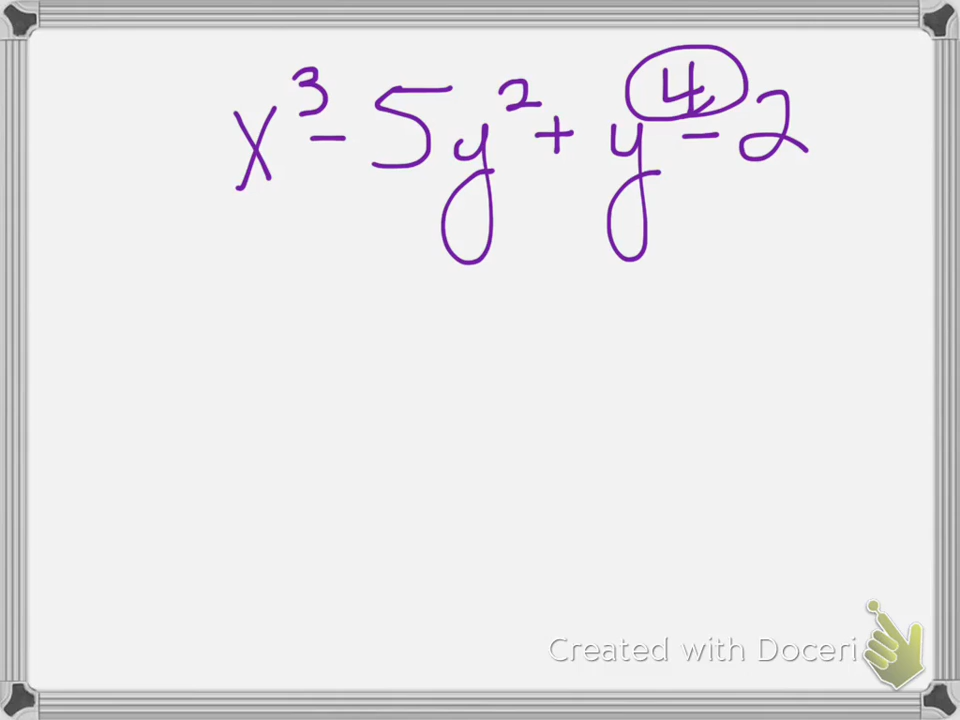 x³ - 5y² + y⁴ - 2
Created with Doceri